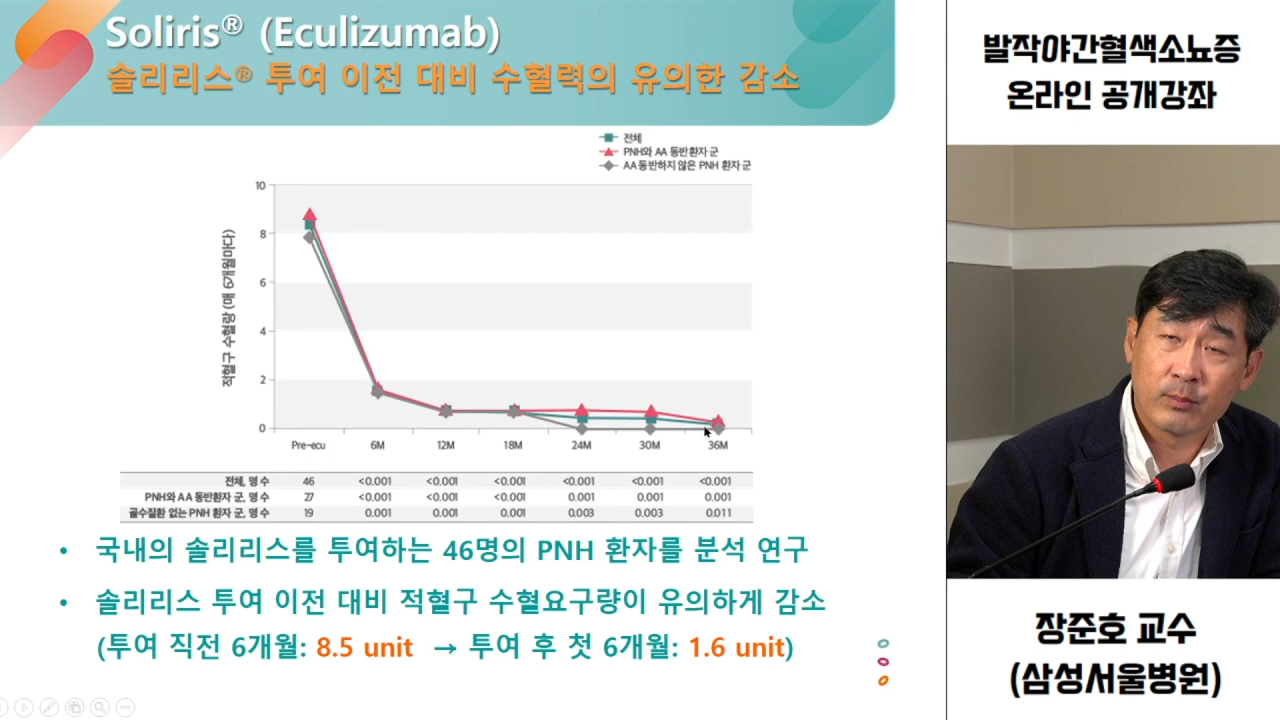 Soliris® (Eculizumab)
솔리리스® 투여 이전 대비 수혈력의 유의한 감소
전체
PNH와 AA 동반환자 군
AA 동반하지 않은 PNH 환자 군
적혈구 수혈량 (매 6개월마다)
10
8
6
4
2
0
Pre-ecu 6M 12M 18M 24M 30M 36M
전체, 명 수 46 <0.001 <0.001 <0.001 <0.001 <0.001 <0.001
PNH와 AA 동반환자 군, 명 수 27 <0.001 <0.001 <0.001 0.001 0.001 0.001
골수질환 없는 PNH 환자 군, 명 수 19 0.001 0.001 0.001 0.003 0.003 0.011
• 국내의 솔리리스를 투여하는 46명의 PNH 환자를 분석 연구
• 솔리리스 투여 이전 대비 적혈구 수혈요구량이 유의하게 감소
(투여 직전 6개월: 8.5 unit → 투여 후 첫 6개월: 1.6 unit)
발작야간혈색소뇨증
온라인 공개강좌
장준호 교수
(삼성서울병원)